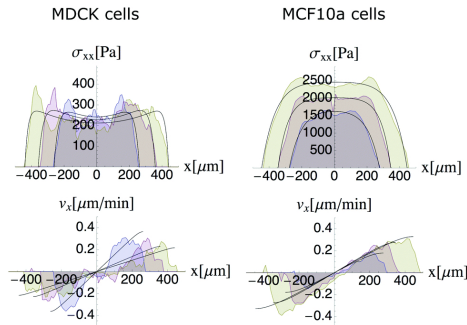 MDCK cells
MCF10a cells
σxx[Pa]
σxx[Pa]
400
300
200
100
2500
2000
1500
1000
500
-400 -200 0 200 400
x[μm]
-400 -200 0 200 400
x[μm]
vx[μm/min]
vx[μm/min]
0.4
0.2
-0.2
-0.4
0.4
0.2
-0.2
-0.4
-400 -200 0 200 400
x[μm]
-400 -200 0 200 400
x[μm]